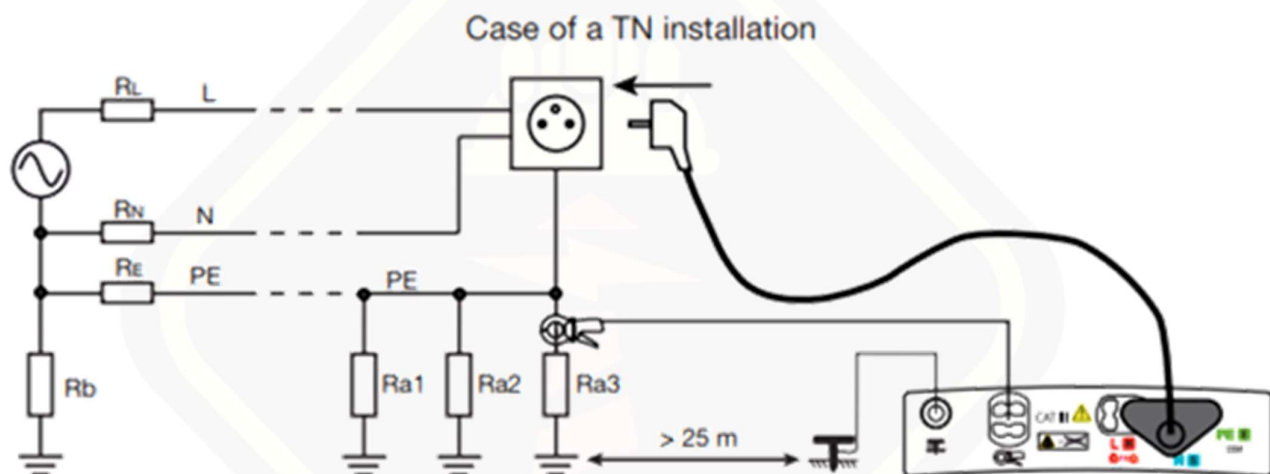 Case of a TN installation
RL
L
RN
N
RE
PE
PE
Rb
Ra1
Ra2
Ra3
> 25 m
CAT III
L
N
PE